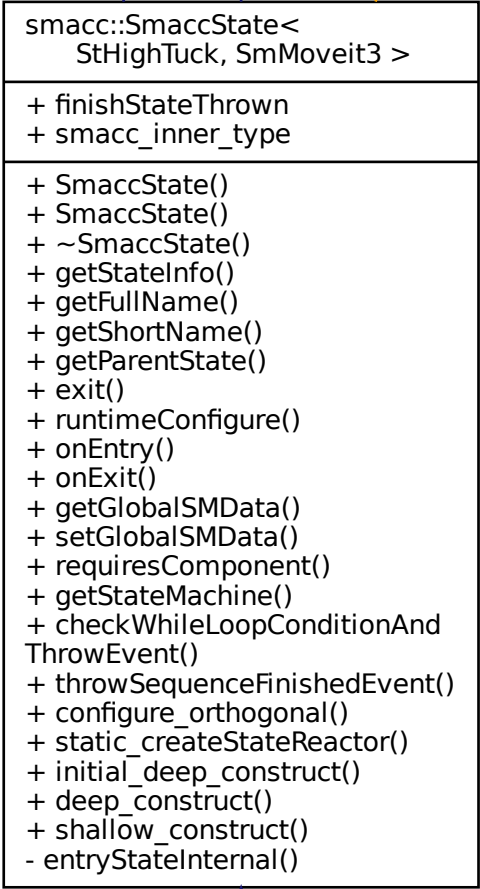 smacc::SmaccState<
StHighTuck, SmMoveit3 >
+ finishStateThrown
+ smacc_inner_type
+ SmaccState()
+ SmaccState()
+ ~SmaccState()
+ getStateInfo()
+ getFullName()
+ getShortName()
+ getParentState()
+ exit()
+ runtimeConfigure()
+ onEntry()
+ onExit()
+ getGlobalSMData()
+ setGlobalSMData()
+ requiresComponent()
+ getStateMachine()
+ checkWhileLoopConditionAnd
ThrowEvent()
+ throwSequenceFinishedEvent()
+ configure_orthogonal()
+ static_createStateReactor()
+ initial_deep_construct()
+ deep_construct()
+ shallow_construct()
- entryStateInternal()